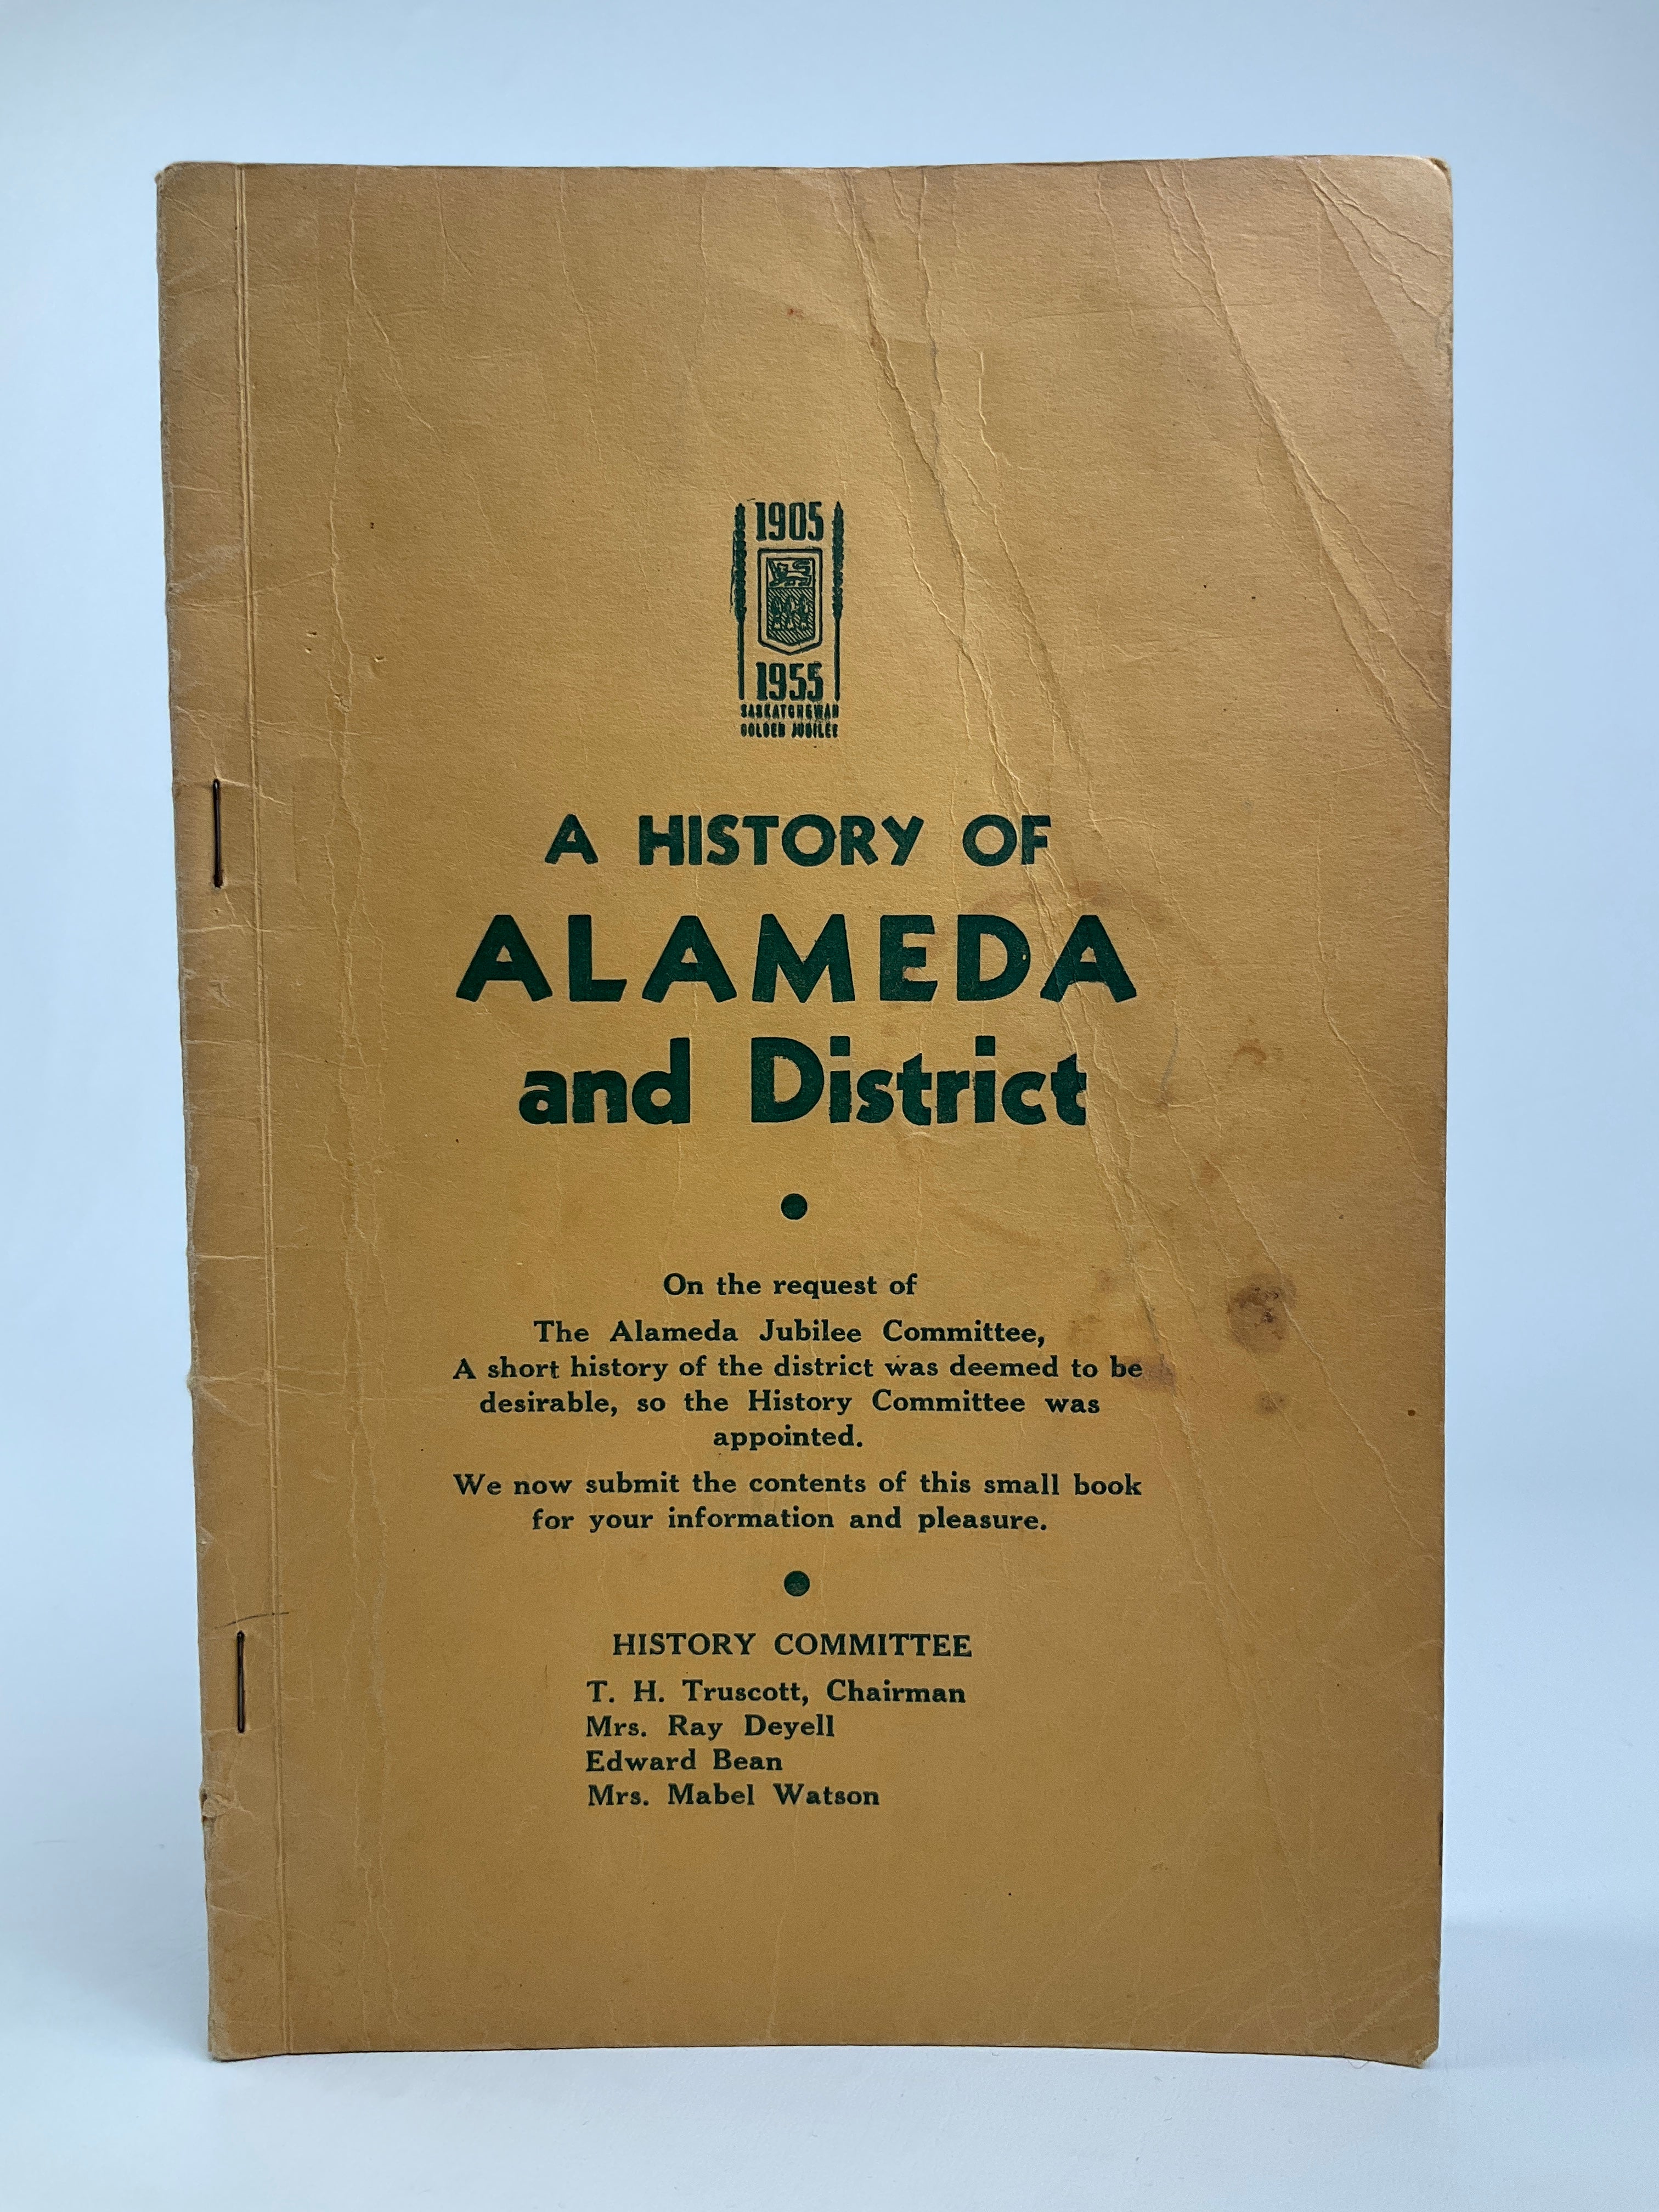 1905
1955
SASKATCHEWAN
GOLDEN JUBILEE
A HISTORY OF
ALAMEDA
and District
On the request of
The Alameda Jubilee Committee,
A short history of the district was deemed to be
desirable, so the History Committee was
appointed.
We now submit the contents of this small book
for your information and pleasure.
HISTORY COMMITTEE
T. H. Truscott, Chairman
Mrs. Ray Deyell
Edward Bean
Mrs. Mabel Watson